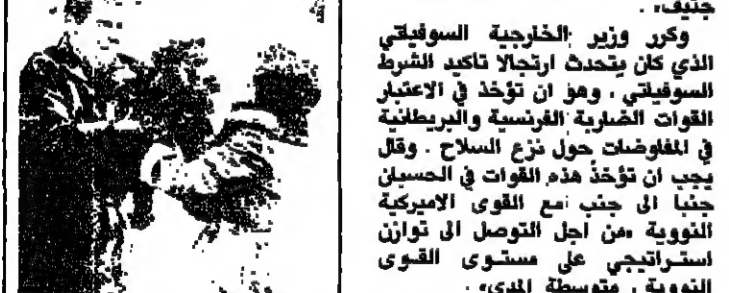 جنيف» .
وكرر وزير الخارجية السوفياتي
الذي كان يتحدث ارتجالا تاكيد الشرط
السوفياتي ، وهو ان تؤخذ في الاعتبار
القوات الضاربة الفرنسية والبريطانية
في المفاوضات حول نزع السلاح . وقال
يجب ان تؤخذ هذه القوات في الحسبان
جنبا الى جنب مع القوى الاميركية
النووية «من اجل التوصل الى توازن
استراتيجي على مستوى القوى
النووية ، متوسطة المدى» .